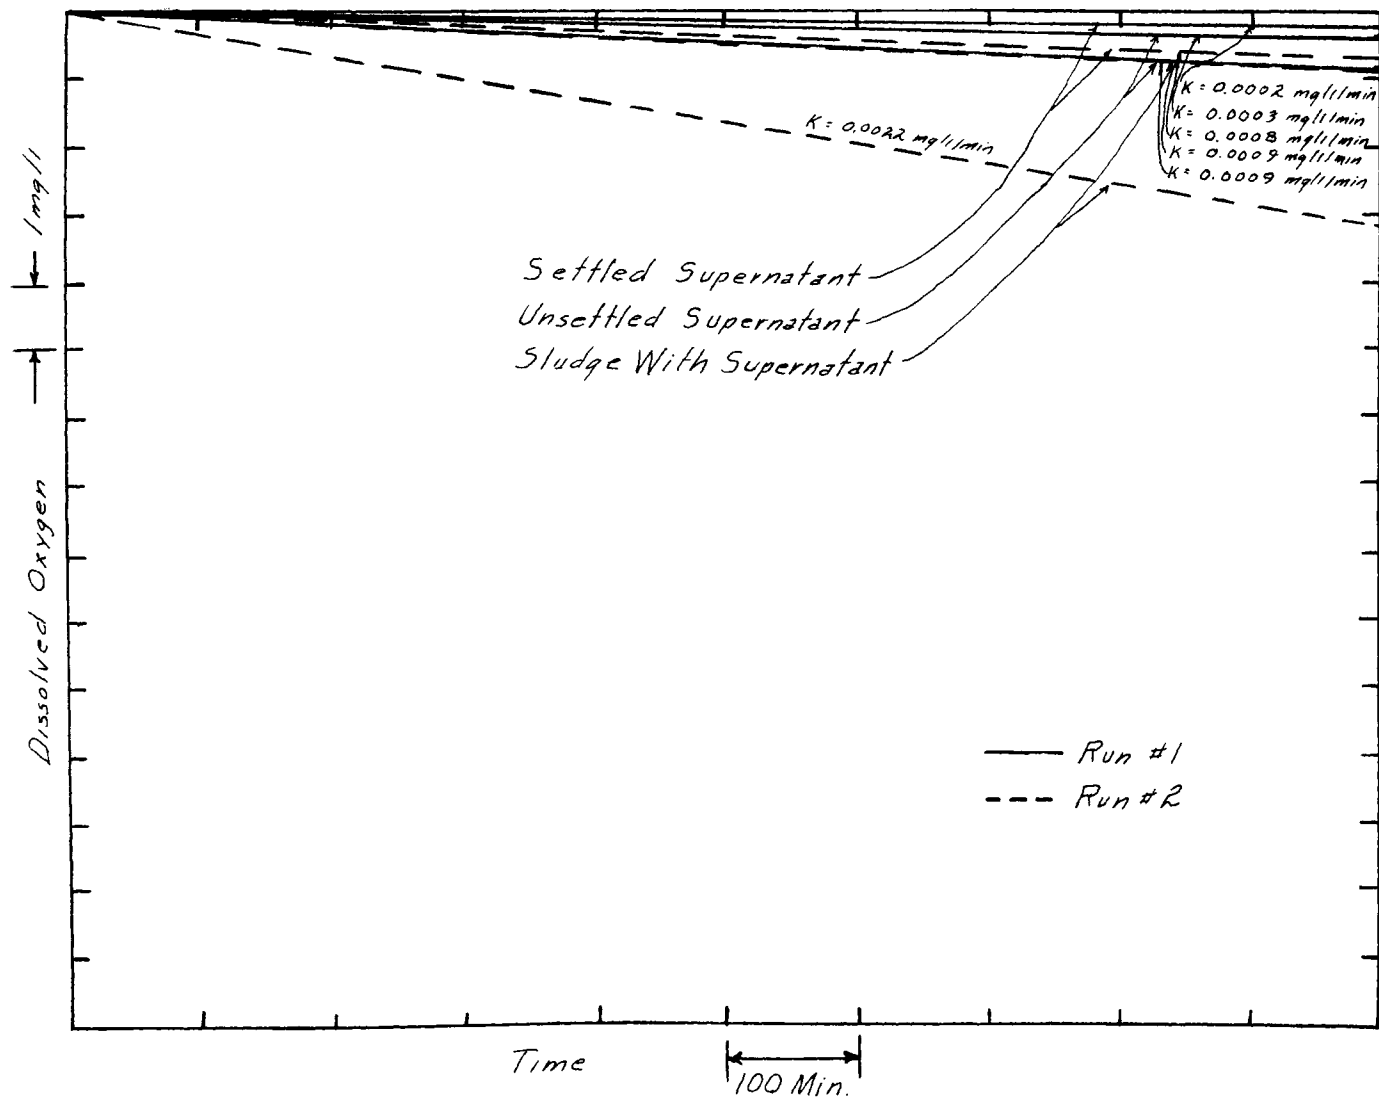 K = 0.0022 mg/l/min
K = 0.0002 mg/l/min
K = 0.0003 mg/l/min
K = 0.0008 mg/l/min
K = 0.0009 mg/l/min
K = 0.0009 mg/l/min
1mg/l
Settled Supernatant
Unsettled Supernatant
Sludge With Supernatant
Dissolved Oxygen
Run #1
Run #2
Time
100 Min.